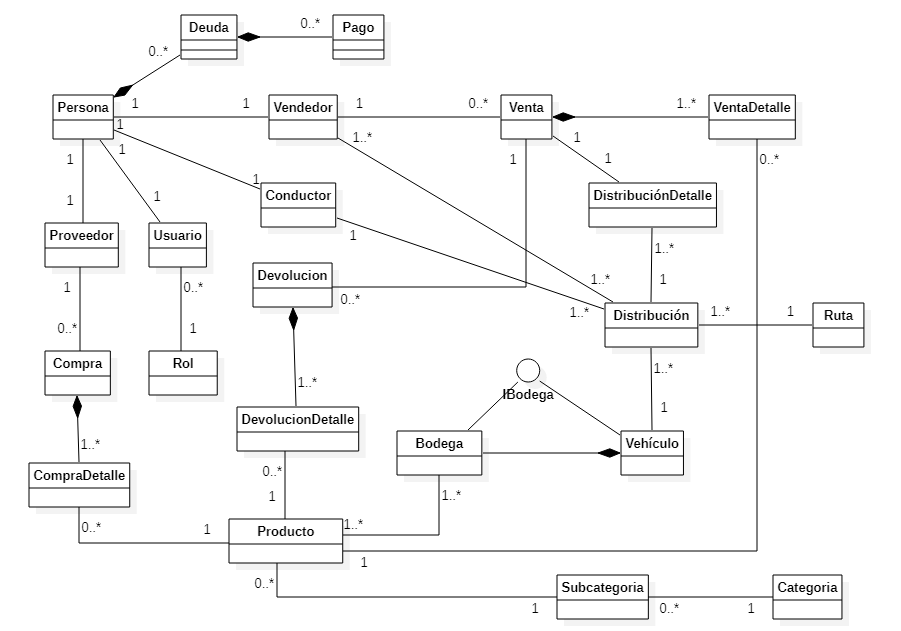 Deuda
0..*
Pago
0..*
Persona
1
1
Vendedor
1
0..*
Venta
1..*
VentaDetalle
1
1
1
1..*
1
1
1
0..*
1
1
1
Conductor
DistribuciónDetalle
Proveedor
Usuario
1
1..*
Devolucion
1
0..*
0..*
1..*
1
1..*
Distribución
1..*
1
Ruta
0..*
1
Compra
Rol
1..*
IBodega
1..*
1
DevolucionDetalle
Bodega
Vehículo
1..*
CompraDetalle
0..*
1
1..*
0..*
1
Producto
1..*
1
0..*
Subcategoria
Categoria
1
0..*
1